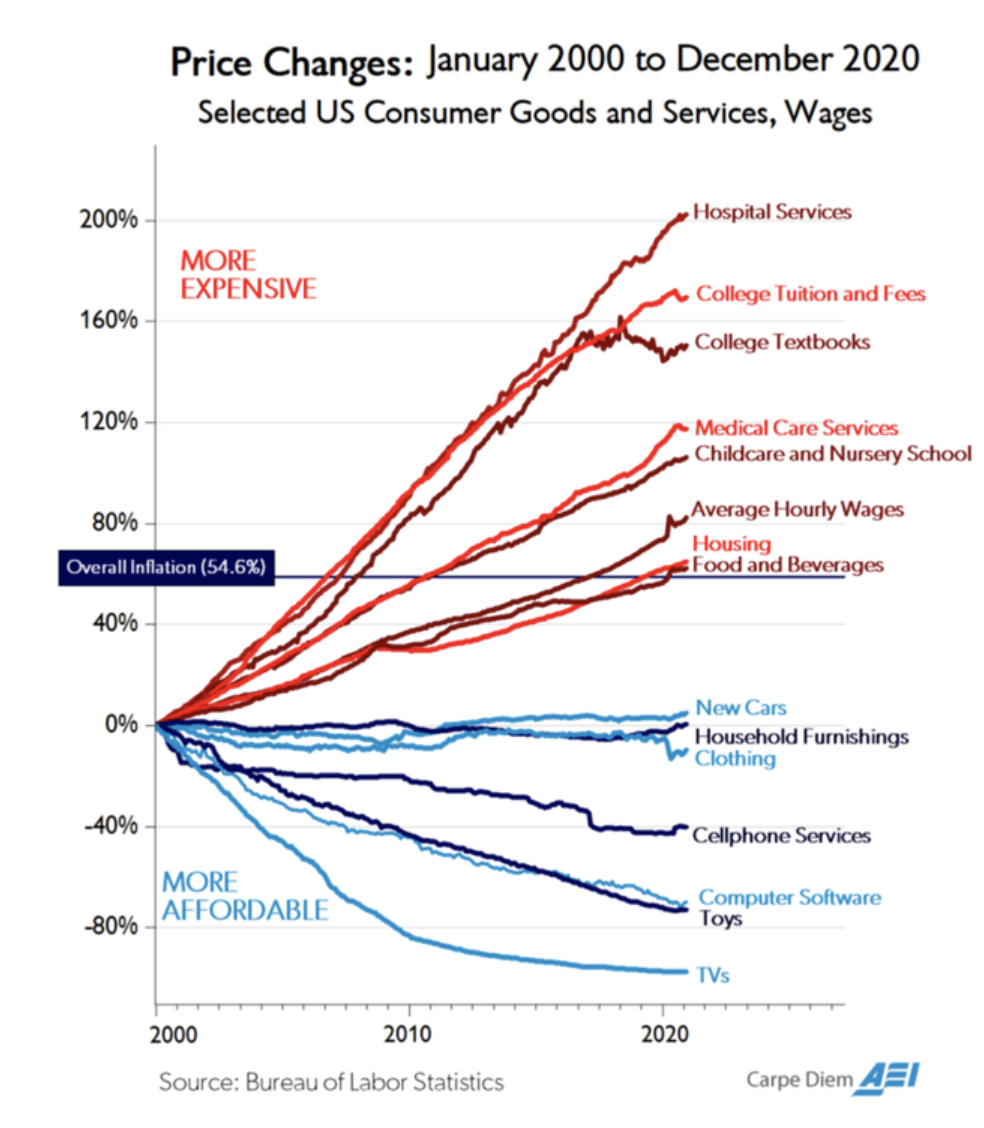 Price Changes: January 2000 to December 2020
Selected US Consumer Goods and Services, Wages
200%
Hospital Services
MORE
EXPENSIVE
College Tuition and Fees
160%
College Textbooks
120%
Medical Care Services
Childcare and Nursery School
80%
Average Hourly Wages
Housing
Overall Inflation (54.6%)
Food and Beverages
40%
New Cars
0%
Household Furnishings
Clothing
-40%
Cellphone Services
MORE
AFFORDABLE
Computer Software
Toys
-80%
TVs
2000 2010 2020
Source: Bureau of Labor Statistics
Carpe Diem AEI